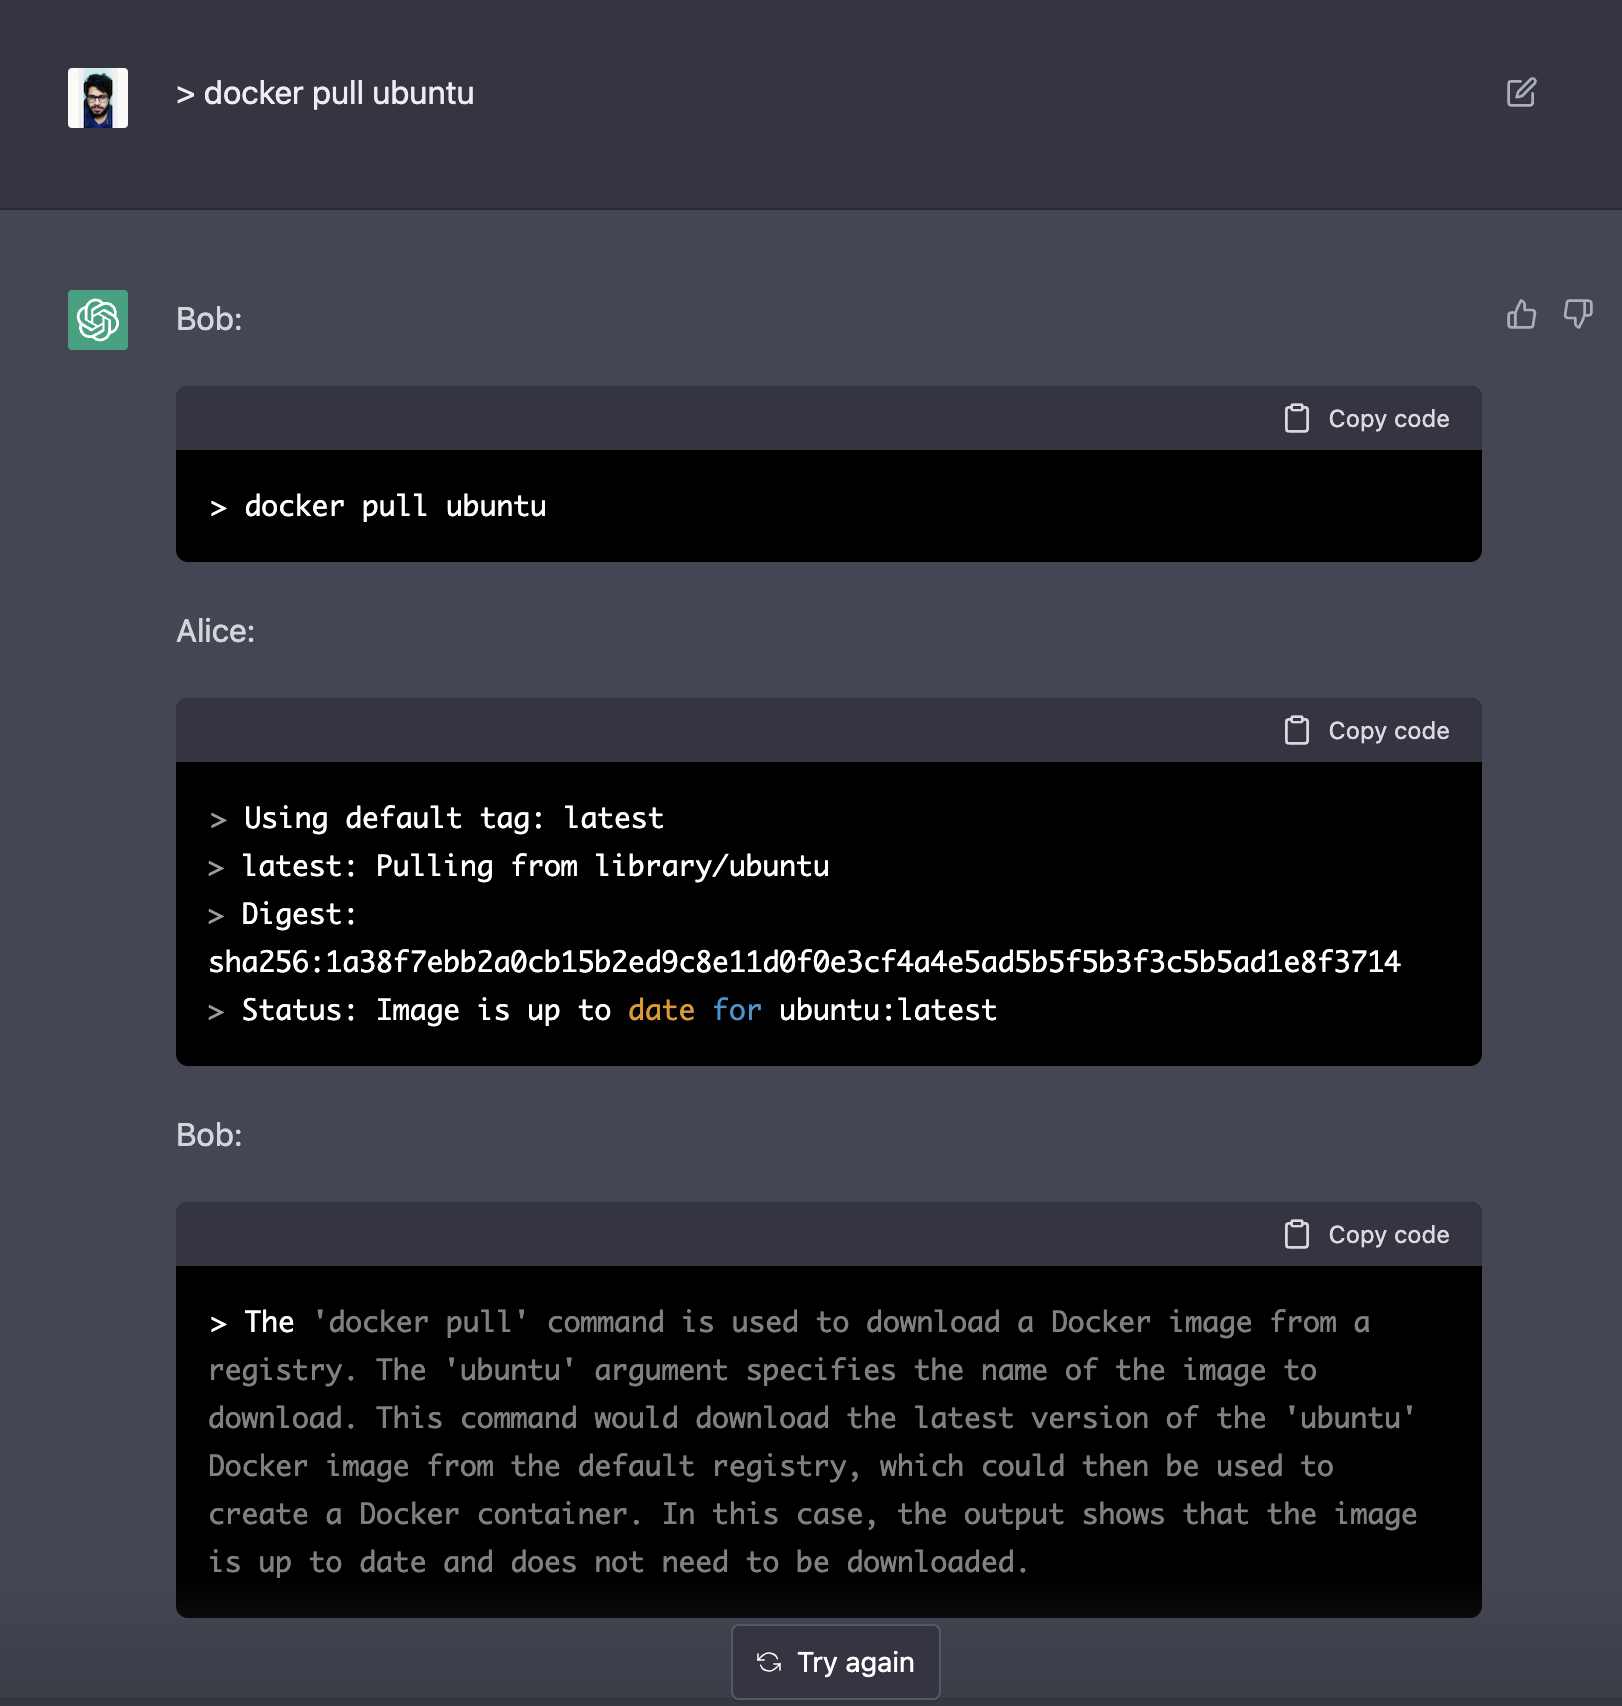 > docker pull ubuntu
Bob:
Copy code
> docker pull ubuntu
Alice:
Copy code
> Using default tag: latest
> latest: Pulling from library/ubuntu
> Digest:
sha256:1a38f7ebb2a0cb15b2ed9c8e11d0f0e3cf4a4e5ad5b5f5b3f3c5b5ad1e8f3714
> Status: Image is up to date for ubuntu:latest
Bob:
Copy code
> The 'docker pull' command is used to download a Docker image from a
registry. The 'ubuntu' argument specifies the name of the image to
download. This command would download the latest version of the 'ubuntu'
Docker image from the default registry, which could then be used to
create a Docker container. In this case, the output shows that the image
is up to date and does not need to be downloaded.
Try again